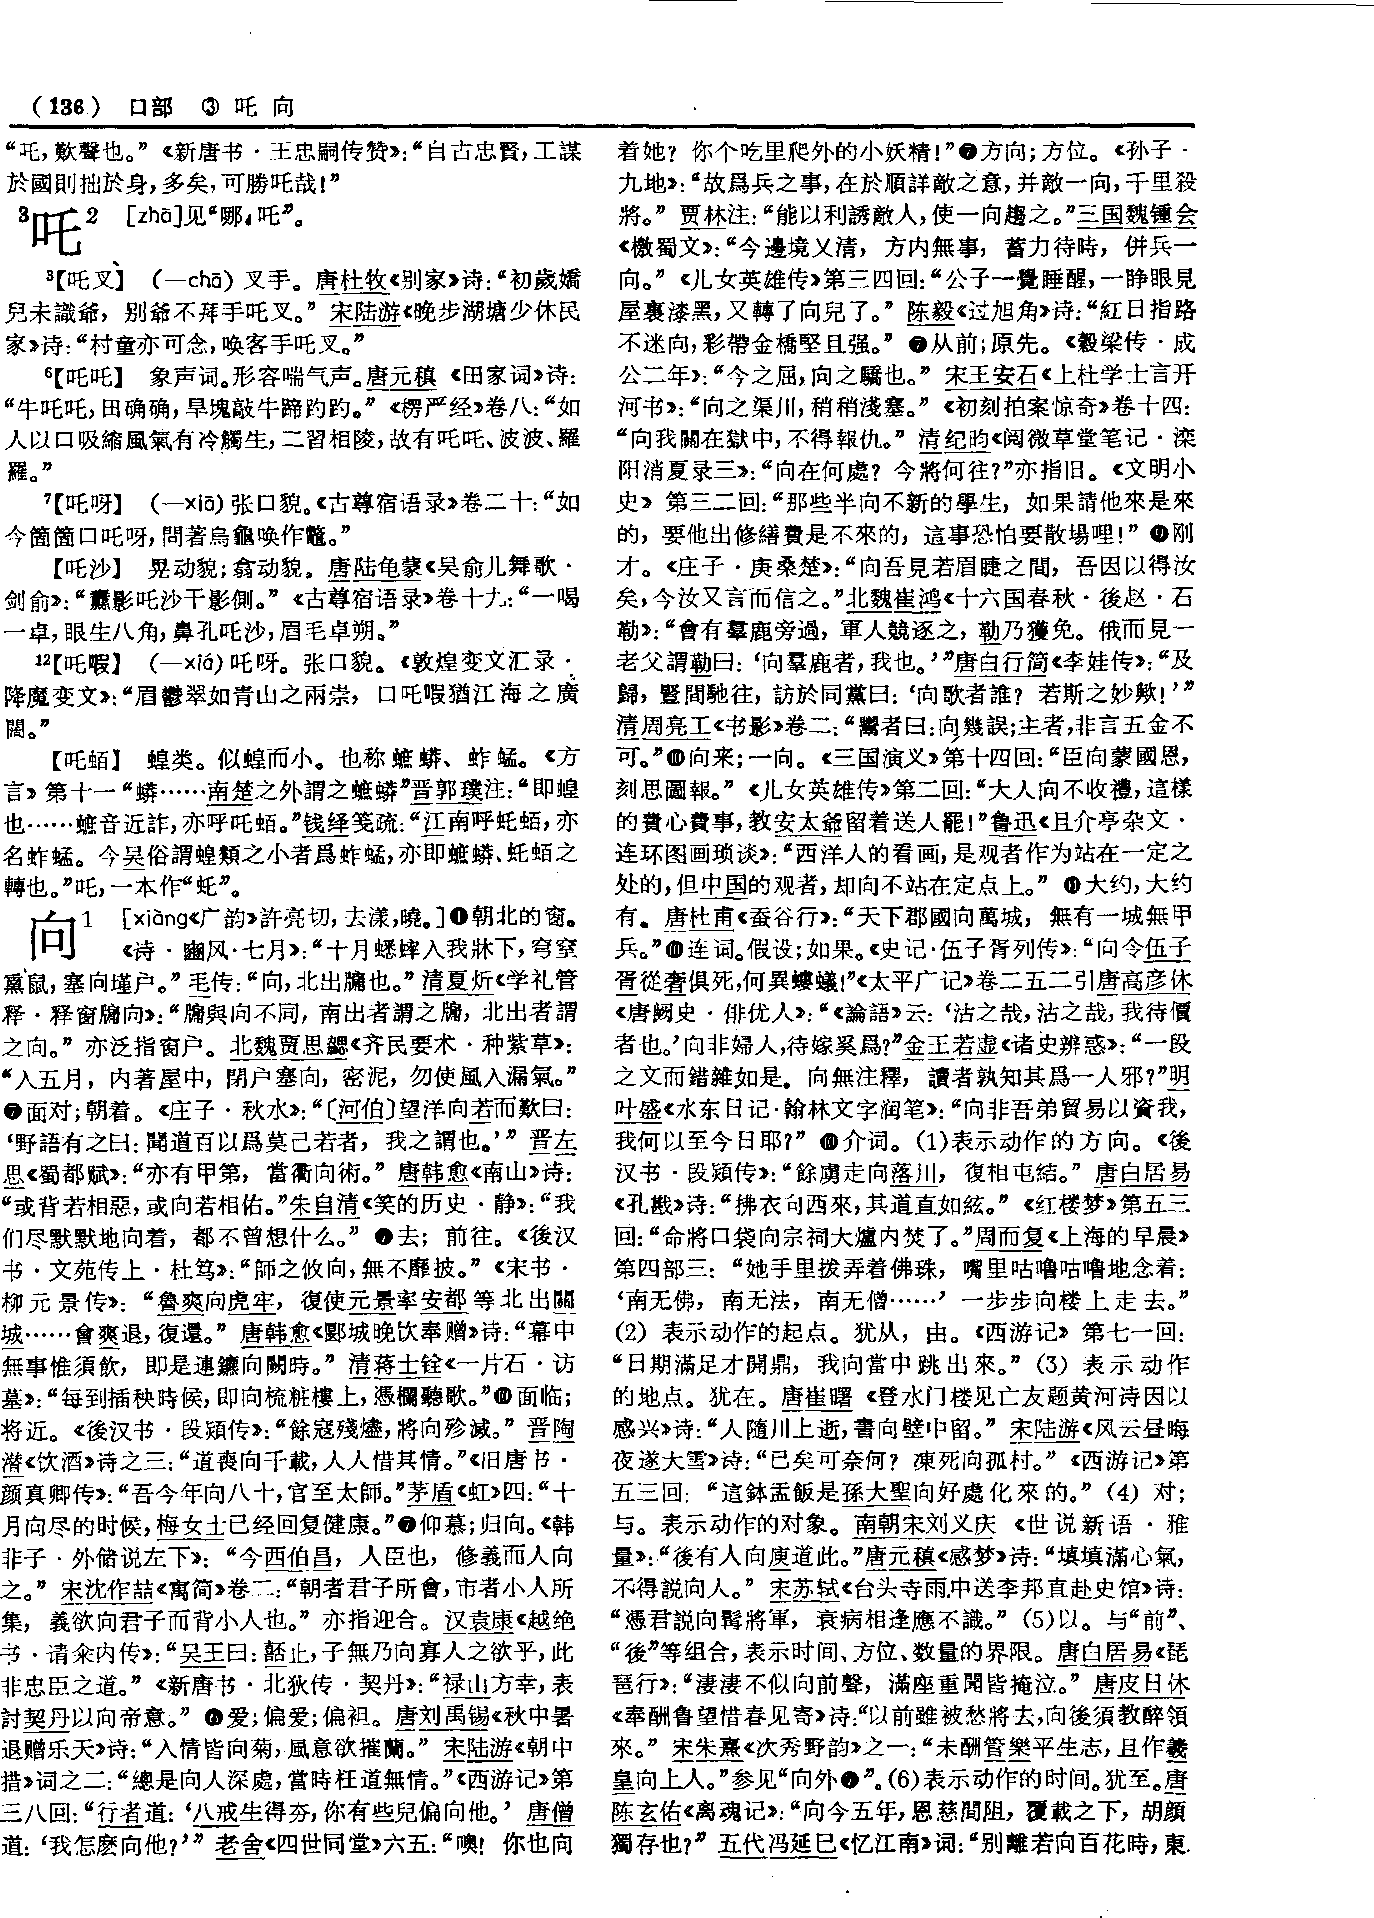 (136) 口部 ③ 吒 向
“吒，歎聲也。”《新唐书·王忠嗣传赞》：“自古忠賢，工謀
於國則拙於身，多矣，可勝吒哉！”
³吒² [zhā]见“哪₄吒”。
³【吒叉】 (—chā) 叉手。唐杜牧《别家》诗：“初歲嬌
兒未識爺，别爺不拜手吒叉。” 宋陆游《晚步湖塘少休民
家》诗：“村童亦可念，唤客手吒叉。”
⁶【吒吒】 象声词。形容喘气声。唐元稹《田家词》诗：
“牛吒吒，田确确，旱塊敲牛蹄趵趵。”《楞严经》卷八：“如
人以口吸縮風氣有冷觸生，二習相陵，故有吒吒、波波、羅
羅。”
⁷【吒呀】 (—xiā) 张口貌。《古尊宿语录》卷二十：“如
今箇箇口吒呀，問著烏龜唤作鼈。”
【吒沙】 晃动貌；翕动貌。唐陆龟蒙《吴俞儿舞歌·
剑俞》：“䕫影吒沙干影側。”《古尊宿语录》卷十九：“一喝
一卓，眼生八角，鼻孔吒沙，眉毛卓朔。”
¹²【吒㗇】 (—xiá) 吒呀。张口貌。《敦煌变文汇录·
降魔变文》：“眉鬱翠如青山之兩崇，口吒㗇猶江海之廣
闊。”
【吒蛨】 蝗类。似蝗而小。也称蟅蟒、蚱蜢。《方
言》第十一“蟒……南楚之外謂之蟅蟒”晋郭璞注：“即蝗
也……蟅音近詐，亦呼吒蛨。”钱绎笺疏：“江南呼虴蛨，亦
名蚱蜢。今吴俗謂蝗類之小者爲蚱蜢，亦即蟅蟒、虴蛨之
轉也。”吒，一本作“虴”。
向¹ [xiàng《广韵》許亮切，去漾，曉。]❶朝北的窗。
《诗·豳风·七月》：“十月蟋蟀入我牀下，穹窒
熏鼠，塞向墐户。”毛传：“向，北出牖也。”清夏炘《学礼管
释·释窗牖向》：“牖與向不同，南出者謂之牖，北出者謂
之向。”亦泛指窗户。北魏贾思勰《齐民要术·种紫草》：
“入五月，内著屋中，閉户塞向，密泥，勿使風入漏氣。”
❷面对；朝着。《庄子·秋水》：“〔河伯〕望洋向若而歎曰：
‘野語有之曰：聞道百以爲莫己若者，我之謂也。’”晋左
思《蜀都赋》：“亦有甲第，當衢向術。”唐韩愈《南山》诗：
“或背若相惡，或向若相佑。”朱自清《笑的历史·静》：“我
们尽默默地向着，都不曾想什么。”❸去；前往。《後汉
书·文苑传上·杜笃》：“師之攸向，無不靡披。”《宋书·
柳元景传》：“魯爽向虎牢，復使元景率安都等北出關
城……會爽退，復還。”唐韩愈《郾城晚饮奉赠》诗：“幕中
無事惟須飲，即是連鑣向闕時。”清蒋士铨《一片石·访
墓》：“每到插秧時候，即向梳粧樓上，憑欄聽歌。”❹面临；
将近。《後汉书·段熲传》：“餘寇殘燼，將向殄滅。”晋陶
潜《饮酒》诗之三：“道喪向千載，人人惜其情。”《旧唐书·
颜真卿传》：“吾今年向八十，官至太師。”茅盾《虹》四：“十
月向尽的时候，梅女士已经回复健康。”❺仰慕；归向。《韩
非子·外储说左下》：“今西伯昌，人臣也，修義而人向
之。”宋沈作喆《寓简》卷二：“朝者君子所會，市者小人所
集，義欲向君子而背小人也。”亦指迎合。汉袁康《越绝
书·请籴内传》：“吴王曰：嚭止，子無乃向寡人之欲乎，此
非忠臣之道。”《新唐书·北狄传·契丹》：“禄山方幸，表
討契丹以向帝意。”❻爱；偏爱；偏袒。唐刘禹锡《秋中暑
退赠乐天》诗：“人情皆向菊，風意欲摧蘭。”宋陆游《朝中
措》词之二：“總是向人深處，當時枉道無情。”《西游记》第
三八回：“行者道：‘八戒生得夯，你有些兒偏向他。’唐僧
道：‘我怎麽向他？’”老舍《四世同堂》六五：“噢！你也向
着她？你个吃里爬外的小妖精！”❼方向；方位。《孙子·
九地》：“故爲兵之事，在於順詳敵之意，并敵一向，千里殺
將。”贾林注：“能以利誘敵人，使一向趨之。”三国魏锺会
《檄蜀文》：“今邊境乂清，方内無事，蓄力待時，併兵一
向。”《儿女英雄传》第三四回：“公子一覺睡醒，一睁眼見
屋裏漆黑，又轉了向兒了。”陈毅《过旭角》诗：“紅日指路
不迷向，彩帶金橋堅且强。”❽从前；原先。《穀梁传·成
公二年》：“今之屈，向之驕也。”宋王安石《上杜学士言开
河书》：“向之渠川，稍稍淺塞。”《初刻拍案惊奇》卷十四：
“向我關在獄中，不得報仇。”清纪昀《阅微草堂笔记·滦
阳消夏录三》：“向在何處？今將何往？”亦指旧。《文明小
史》第三二回：“那些半向不新的學生，如果請他來是來
的，要他出修繕費是不來的，這事恐怕要散場哩！”❾刚
才。《庄子·庚桑楚》：“向吾見若眉睫之間，吾因以得汝
矣，今汝又言而信之。”北魏崔鸿《十六国春秋·後赵·石
勒》：“會有羣鹿旁過，軍人競逐之，勒乃獲免。俄而見一
老父謂勒曰：‘向羣鹿者，我也。’”唐白行简《李娃传》：“及
歸，豎間馳往，訪於同黨曰：‘向歌者誰？若斯之妙歟！’”
清周亮工《书影》卷二：“鬻者曰：向幾誤；主者，非言五金不
可。”❿向来；一向。《三国演义》第十四回：“臣向蒙國恩，
刻思圖報。”《儿女英雄传》第二回：“大人向不收禮，這樣
的費心費事，教安太爺留着送人罷！”鲁迅《且介亭杂文·
连环图画琐谈》：“西洋人的看画，是观者作为站在一定之
处的，但中国的观者，却向不站在定点上。”⓫大约，大约
有。唐杜甫《蚕谷行》：“天下郡國向萬城，無有一城無甲
兵。”⓬连词。假设；如果。《史记·伍子胥列传》：“向令伍子
胥從奢俱死，何異螻蟻！”《太平广记》卷二五二引唐高彦休
《唐阙史·俳优人》：“《論語》云：‘沽之哉，沽之哉，我待價
者也。’向非婦人，待嫁奚爲？”金王若虚《诸史辨惑》：“一段
之文而錯雜如是。向無注釋，讀者孰知其爲一人邪？”明
叶盛《水东日记·翰林文字润笔》：“向非吾弟貿易以資我，
我何以至今日耶？”⓭介词。(1)表示动作的方向。《後
汉书·段熲传》：“餘虜走向落川，復相屯結。”唐白居易
《孔戡》诗：“拂衣向西來，其道直如絃。”《红楼梦》第五三
回：“命將口袋向宗祠大爐内焚了。”周而复《上海的早晨》
第四部三：“她手里拨弄着佛珠，嘴里咕噜咕噜地念着：
‘南无佛，南无法，南无僧……’一步步向楼上走去。”
(2) 表示动作的起点。犹从，由。《西游记》第七一回：
“日期滿足才開鼎，我向當中跳出來。”(3) 表示动作
的地点。犹在。唐崔曙《登水门楼见亡友题黄河诗因以
感兴》诗：“人随川上逝，書向壁中留。”宋陆游《风云昼晦
夜遂大雪》诗：“已矣可奈何？凍死向孤村。”《西游记》第
五三回：“這鉢盂飯是孫大聖向好處化來的。”(4) 对；
与。表示动作的对象。南朝宋刘义庆《世说新语·雅
量》：“後有人向庾道此。”唐元稹《感梦》诗：“填填滿心氣，
不得説向人。”宋苏轼《台头寺雨中送李邦直赴史馆》诗：
“憑君説向髯將軍，衰病相逢應不識。”(5)以。与“前”、
“後”等组合，表示时间、方位、数量的界限。唐白居易《琵
琶行》：“淒淒不似向前聲，滿座重聞皆掩泣。”唐皮日休
《奉酬鲁望惜春见寄》诗：“以前雖被愁將去，向後須教醉領
來。”宋朱熹《次秀野韵》之一：“未酬管樂平生志，且作羲
皇向上人。”参见“向外❷”。(6)表示动作的时间。犹至。唐
陈玄佑《离魂记》：“向今五年，恩慈間阻，覆載之下，胡顔
獨存也？”五代冯延巳《忆江南》词：“别離若向百花時，東